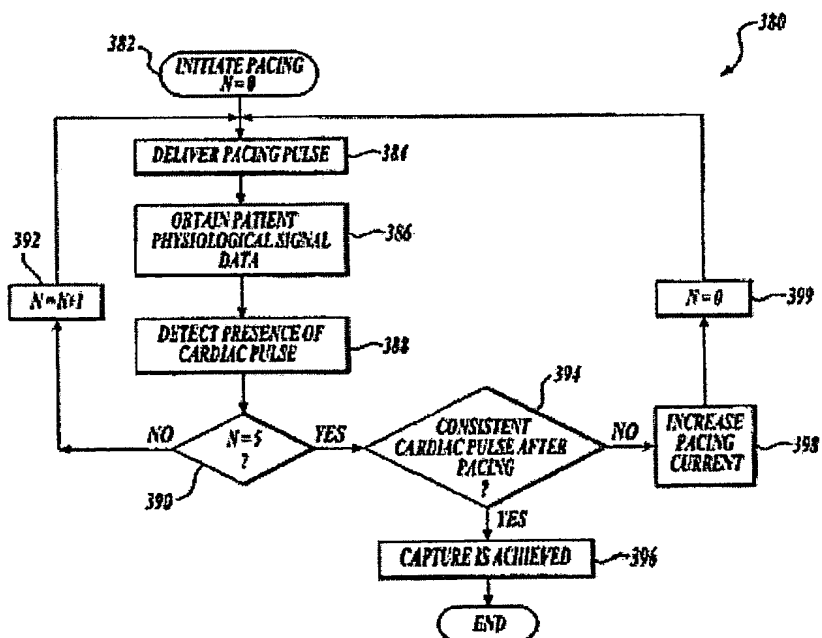 380
382
INITIATE PACING
N=0
DELIVER PACING PULSE
384
OBTAIN PATIENT
PHYSIOLOGICAL SIGNAL
DATA
386
392
N=N+1
N=0
399
DETECT PRESENCE OF
CARDIAC PULSE
388
394
NO
N=5
?
YES
390
CONSISTENT
CARDIAC PULSE AFTER
PACING
?
NO
INCREASE
PACING
CURRENT
398
YES
CAPTURE IS ACHIEVED
396
END